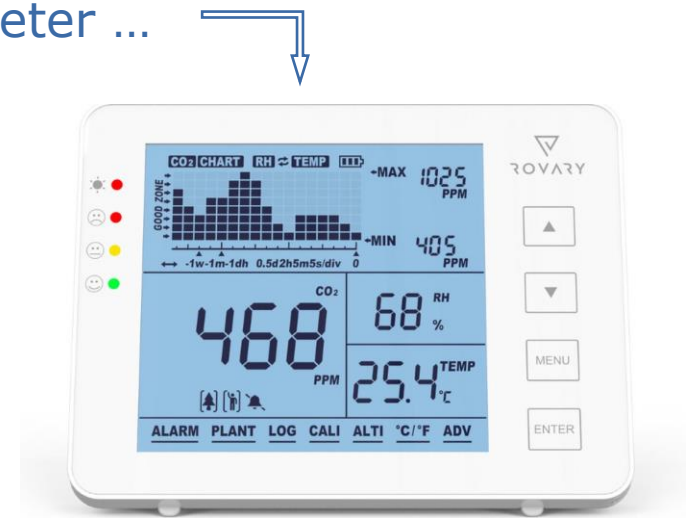 eter ...
ROVARY
CO2 CHART RH TEMP
MAX 1025 PPM
GOOD ZONE
MIN 405 PPM
-1w-1m-1dh 0.5d2h5m5s/div 0
CO2
468 PPM
68 RH %
25.4 TEMP °C
ALARM PLANT LOG CALI ALTI °C/°F ADV
MENU
ENTER